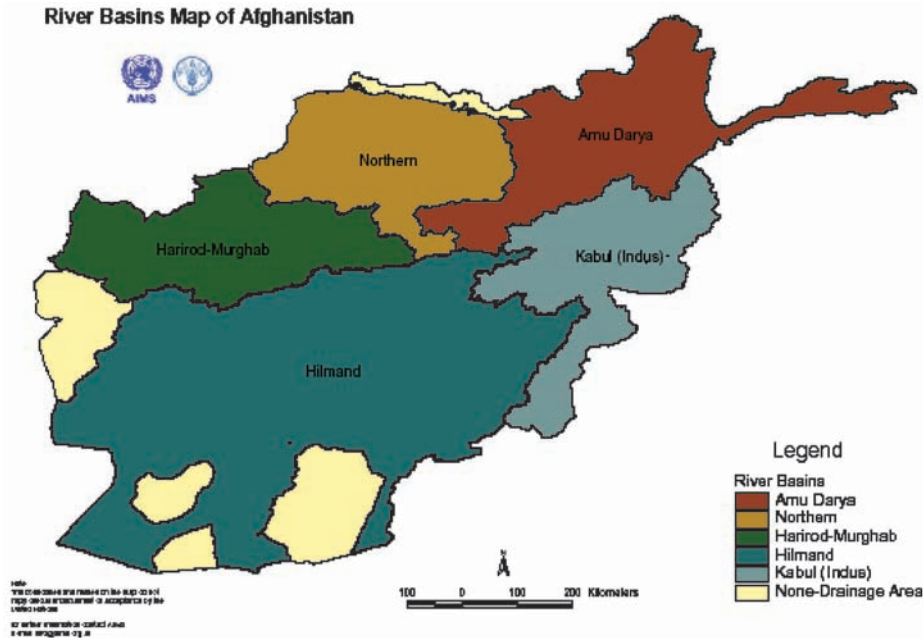 River Basins Map of Afghanistan
AIMS
Amu Darya
Northern
Harirod-Murghab
Kabul (Indus)
Hilmand
Legend
River Basins
Amu Darya
Northern
Harirod-Murghab
Hilmand
Kabul (Indus)
None-Drainage Area
N
100 0 100 200 Kilometers